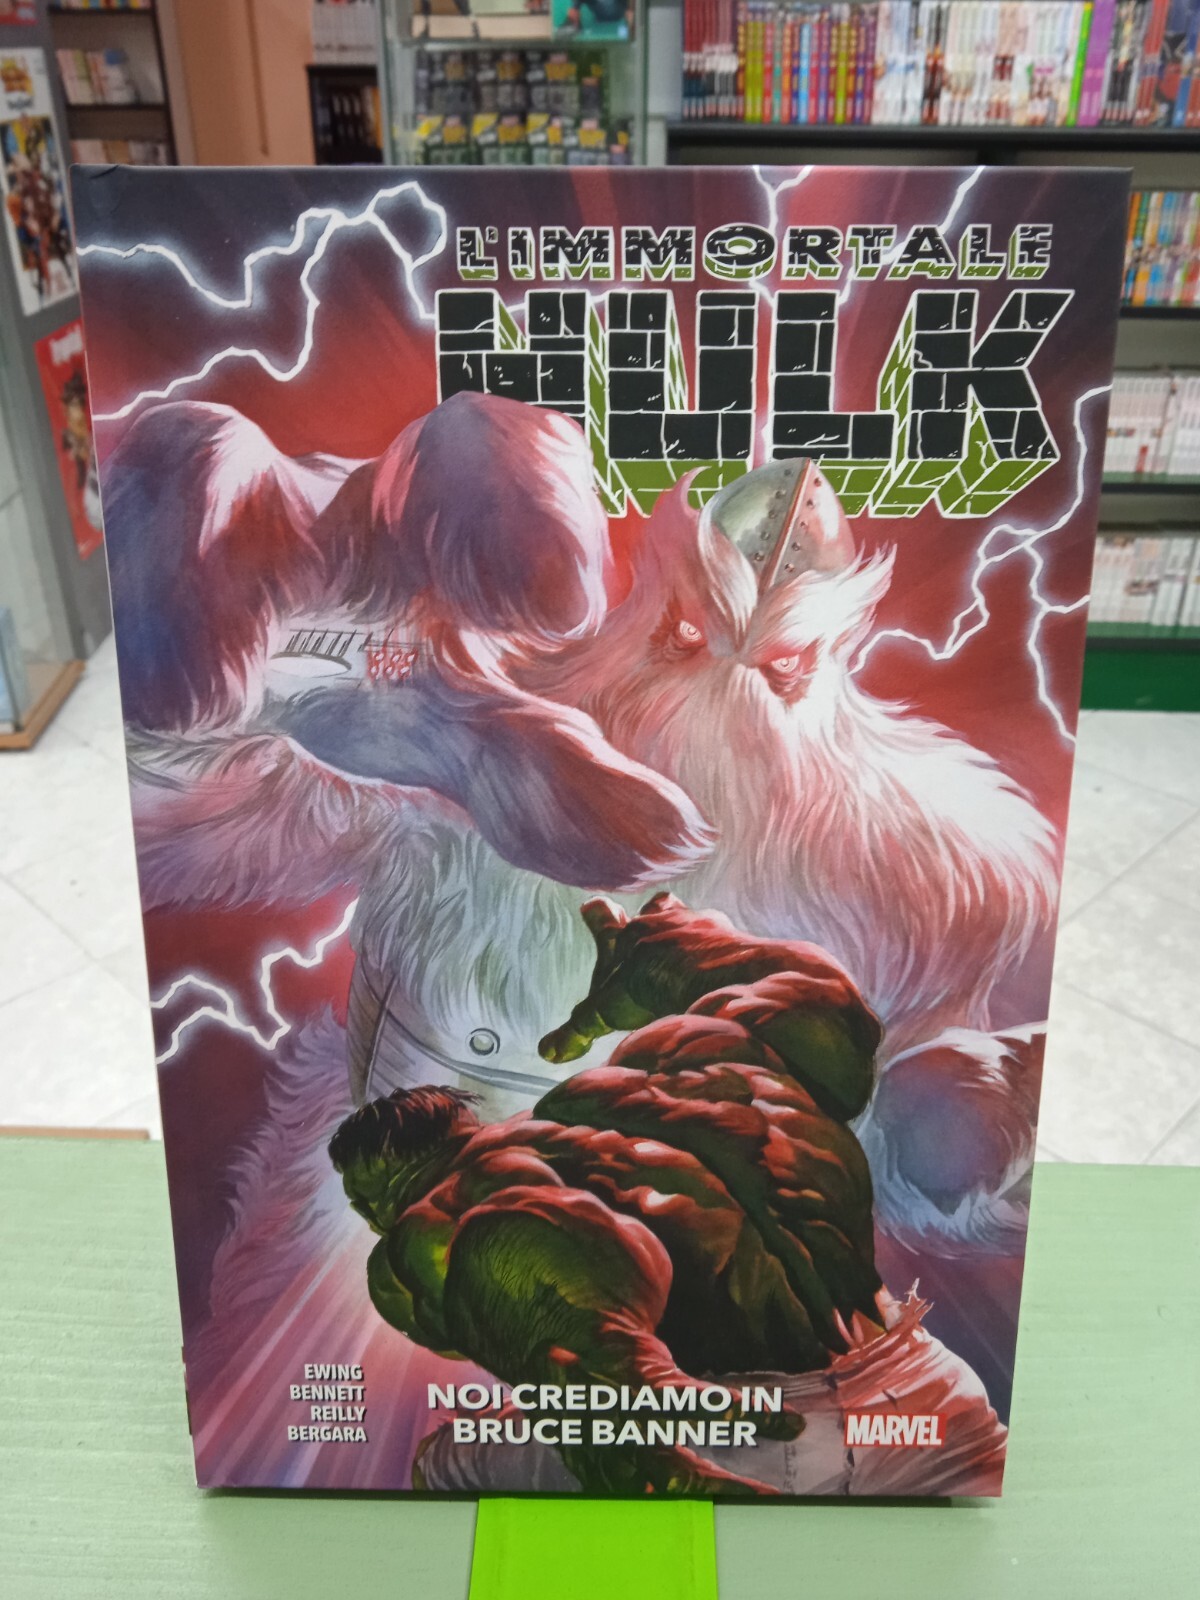 L'IMMORTALE
HULK
EWING
BENNETT
REILLY
BERGARA
NOI CREDIAMO IN
BRUCE BANNER
MARVEL